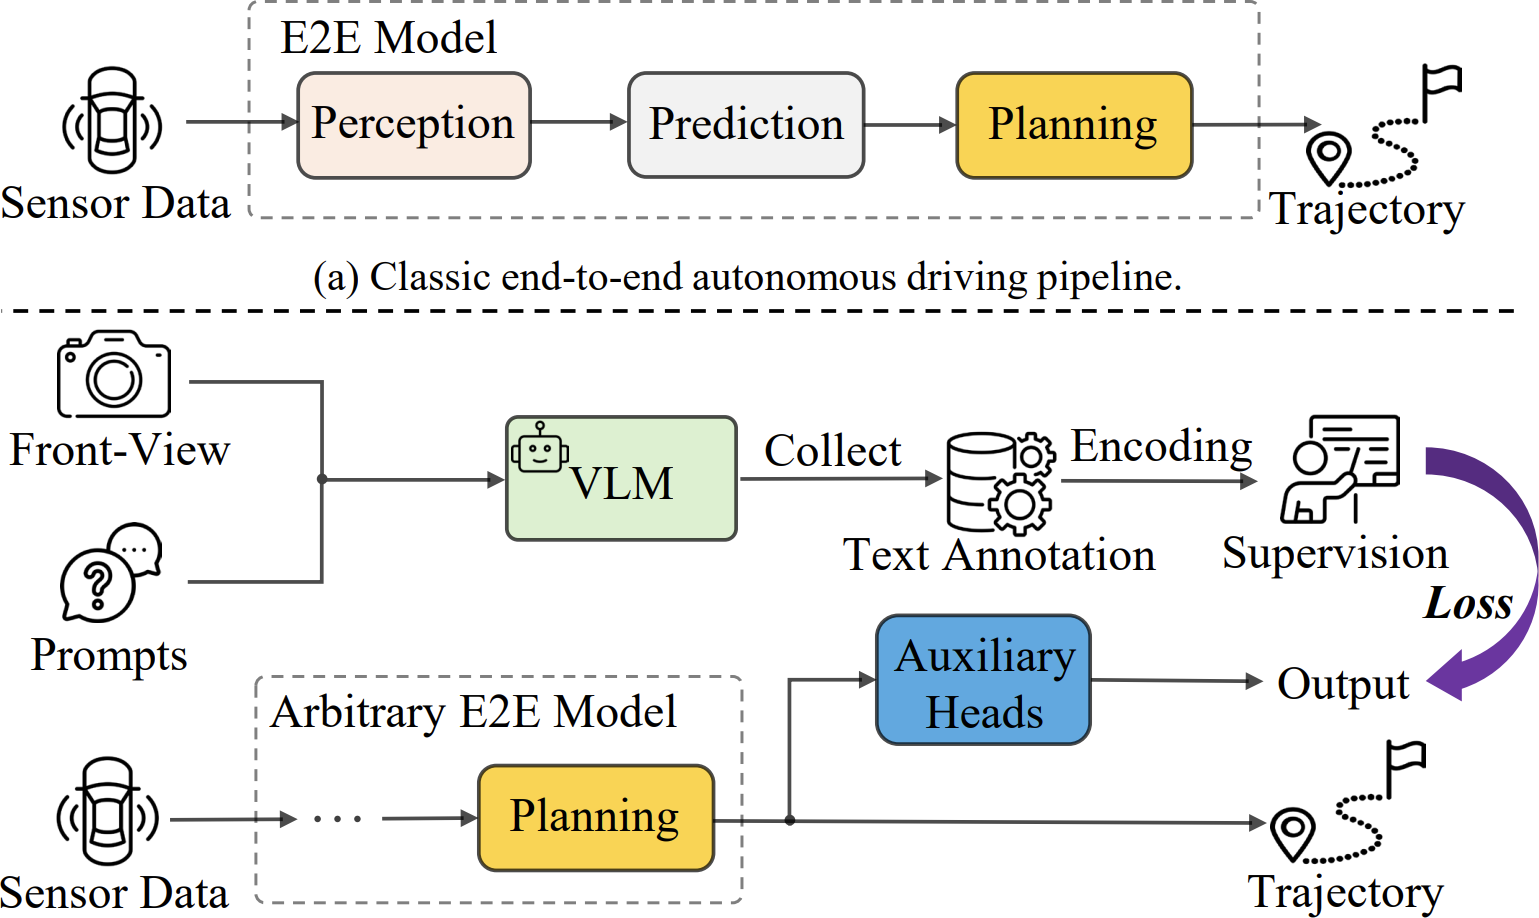 E2E Model
Perception
Prediction
Planning
Sensor Data
Trajectory
(a) Classic end-to-end autonomous driving pipeline.
Front-View
Prompts
VLM
Collect
Text Annotation
Encoding
Supervision
Loss
Auxiliary
Heads
Output
Arbitrary E2E Model
Sensor Data
. . .
Planning
Trajectory